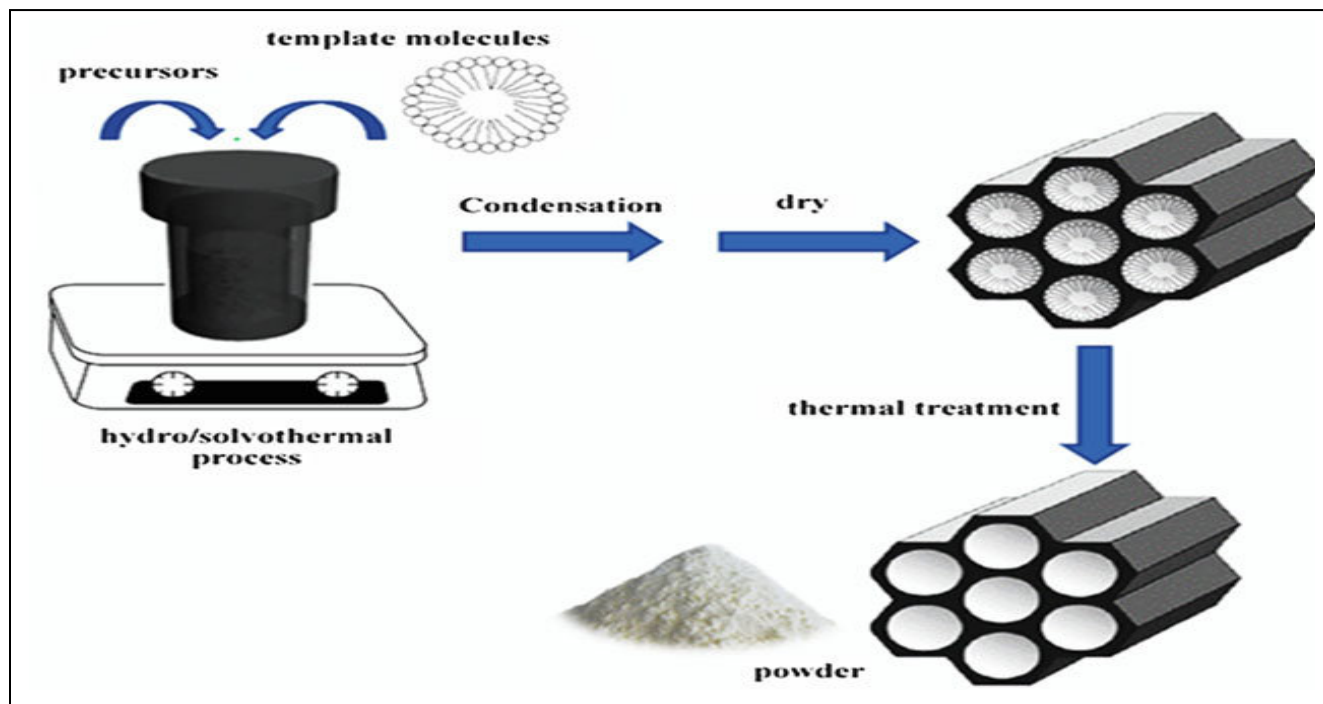 template molecules
precursors
Condensation
dry
hydro/solvothermal
process
thermal treatment
powder